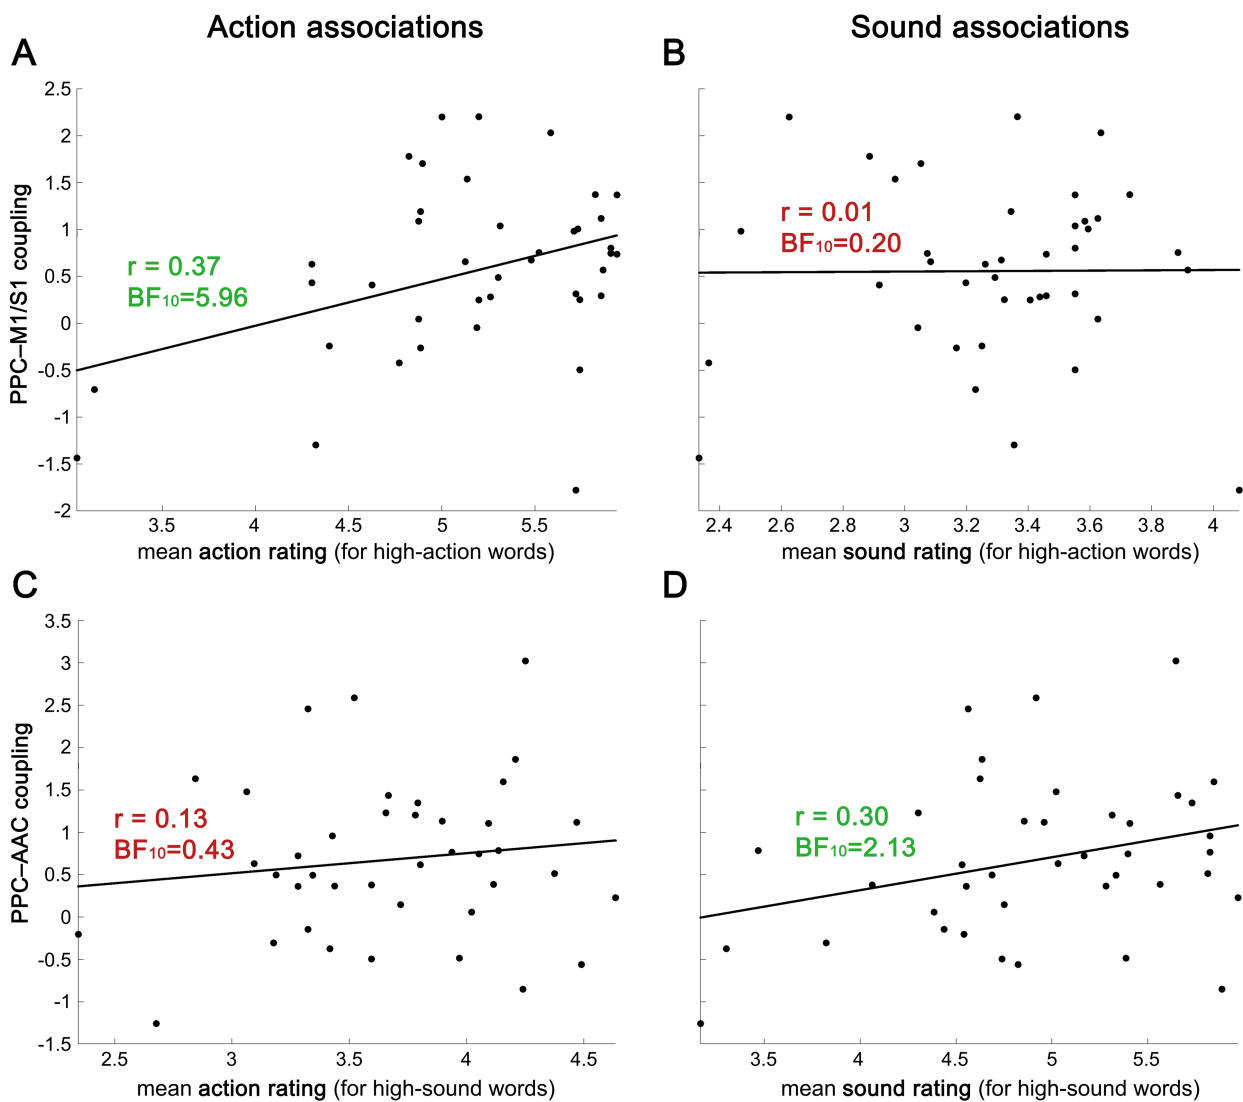 Action associations
Sound associations
A
B
PPC–M1/S1 coupling
2.5
2
1.5
1
0.5
0
-0.5
-1
-1.5
-2
r = 0.37
BF₁₀=5.96
r = 0.01
BF₁₀=0.20
3.5 4 4.5 5 5.5
mean action rating (for high-action words)
2.4 2.6 2.8 3 3.2 3.4 3.6 3.8 4
mean sound rating (for high-action words)
C
D
PPC–AAC coupling
3.5
3
2.5
2
1.5
1
0.5
0
-0.5
-1
-1.5
r = 0.13
BF₁₀=0.43
r = 0.30
BF₁₀=2.13
2.5 3 3.5 4 4.5
mean action rating (for high-sound words)
3.5 4 4.5 5 5.5
mean sound rating (for high-sound words)